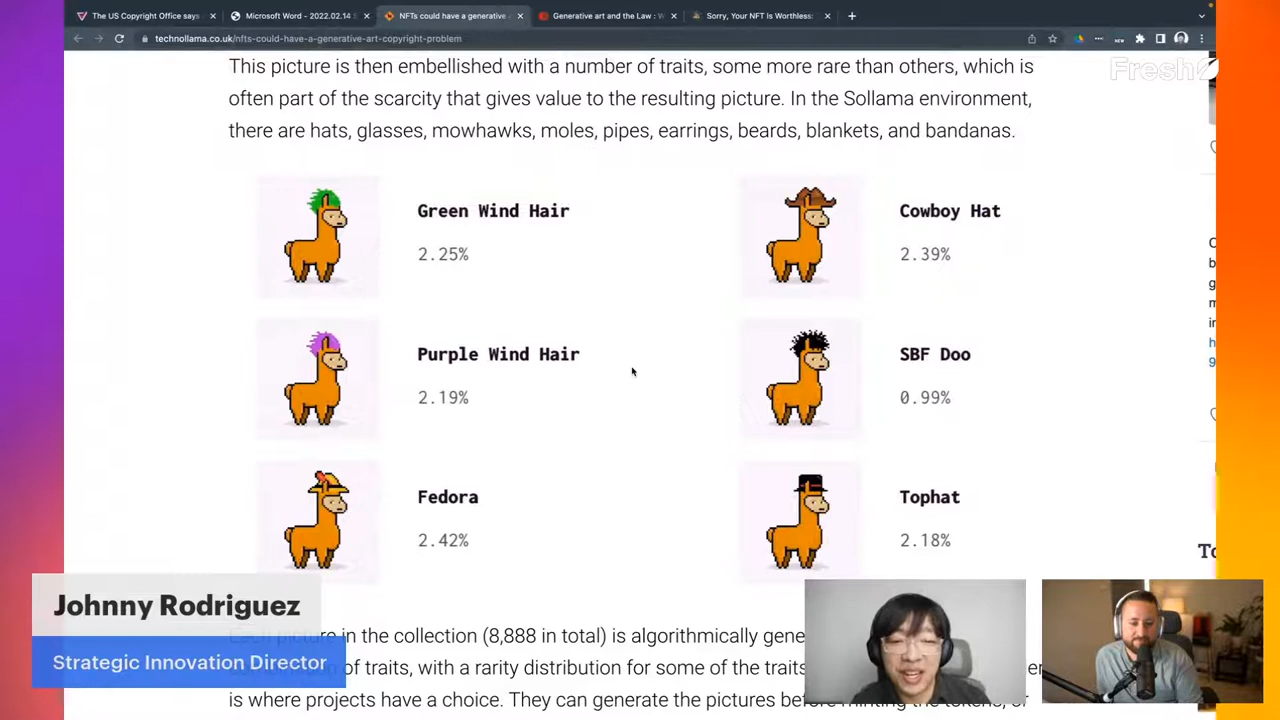 The US Copyright Office says
Microsoft Word - 2022.02.14
NFTs could have a generative
Generative art and the Law :
Sorry, Your NFT Is Worthless:
technollama.co.uk/nfts-could-have-a-generative-art-copyright-problem
Fresh
This picture is then embellished with a number of traits, some more rare than others, which is
often part of the scarcity that gives value to the resulting picture. In the Sollama environment,
there are hats, glasses, mowhawks, moles, pipes, earrings, beards, blankets, and bandanas.
Green Wind Hair
2.25%
Cowboy Hat
2.39%
Purple Wind Hair
2.19%
SBF Doo
0.99%
Fedora
2.42%
Tophat
2.18%
Johnny Rodriguez
Strategic Innovation Director
Each picture in the collection (8,888 in total) is algorithmically
of traits, with a rarity distribution for some of the traits
is where projects have a choice. They can generate the pictures before minting the tokens, or